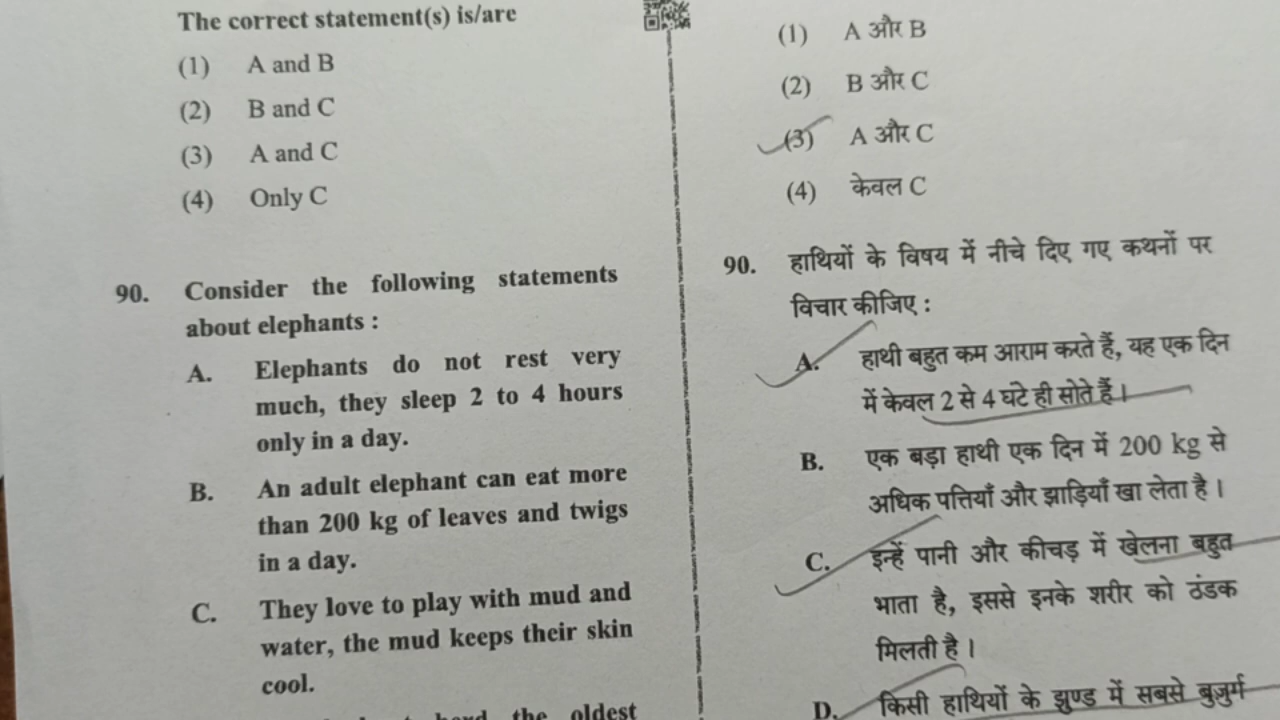 The correct statement(s) is/are
(1) A and B
(2) B and C
(3) A and C
(4) Only C
90. Consider the following statements
about elephants :
A. Elephants do not rest very
much, they sleep 2 to 4 hours
only in a day.
B. An adult elephant can eat more
than 200 kg of leaves and twigs
in a day.
C. They love to play with mud and
water, the mud keeps their skin
cool.
herd the oldest
(1) A और B
(2) B और C
(3) A और C
(4) केवल C
90. हाथियों के विषय में नीचे दिए गए कथनों पर
विचार कीजिए :
A. हाथी बहुत कम आराम करते हैं, यह एक दिन
में केवल 2 से 4 घंटे ही सोते हैं।
B. एक बड़ा हाथी एक दिन में 200 kg से
अधिक पत्तियाँ और झाड़ियाँ खा लेता है ।
C. इन्हें पानी और कीचड़ में खेलना बहुत
भाता है, इससे इनके शरीर को ठंडक
मिलती है ।
D. किसी हाथियों के झुण्ड में सबसे बुज़ुर्ग